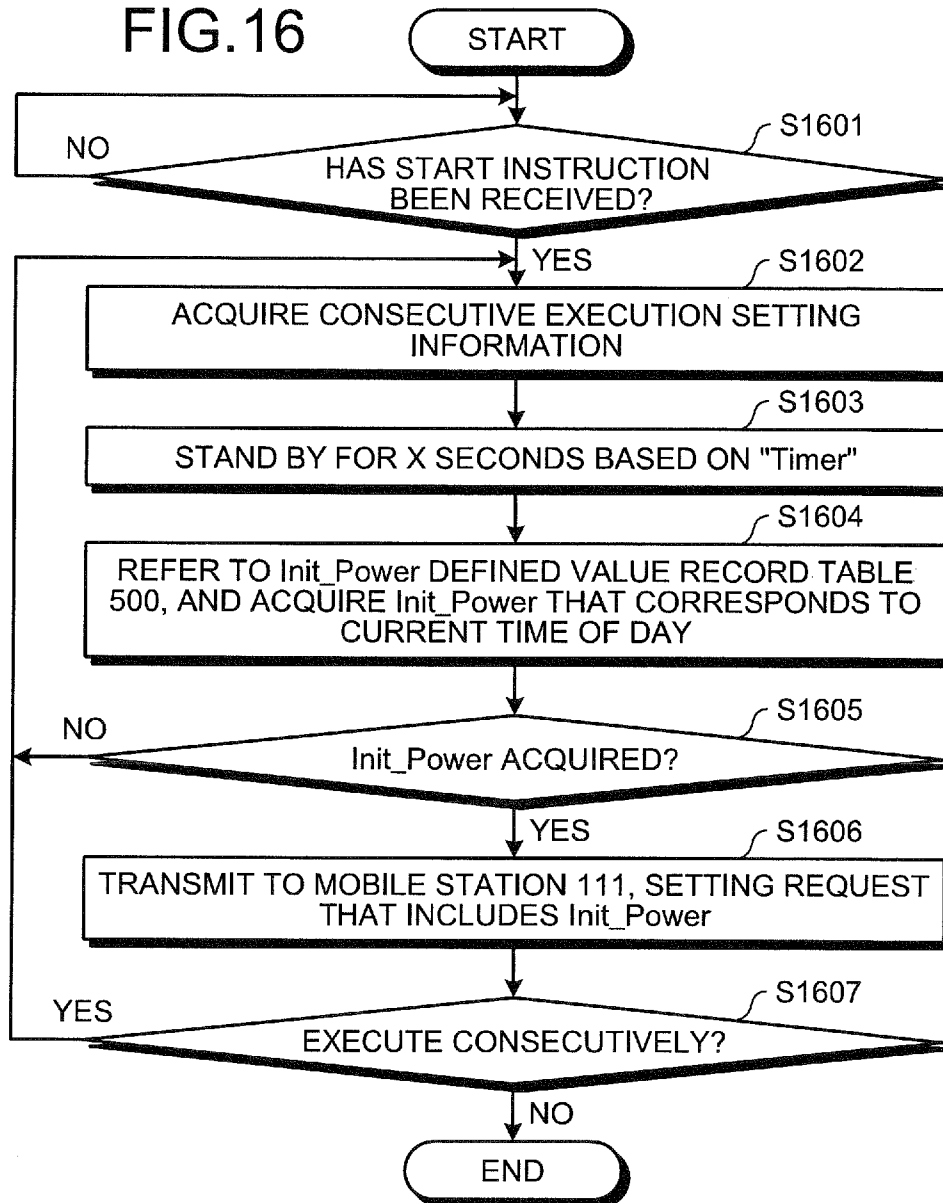 FIG.16
START
S1601
NO
HAS START INSTRUCTION
BEEN RECEIVED?
YES
S1602
ACQUIRE CONSECUTIVE EXECUTION SETTING
INFORMATION
S1603
STAND BY FOR X SECONDS BASED ON "Timer"
S1604
REFER TO Init_Power DEFINED VALUE RECORD TABLE
500, AND ACQUIRE Init_Power THAT CORRESPONDS TO
CURRENT TIME OF DAY
S1605
NO
Init_Power ACQUIRED?
YES
S1606
TRANSMIT TO MOBILE STATION 111, SETTING REQUEST
THAT INCLUDES Init_Power
S1607
YES
EXECUTE CONSECUTIVELY?
NO
END